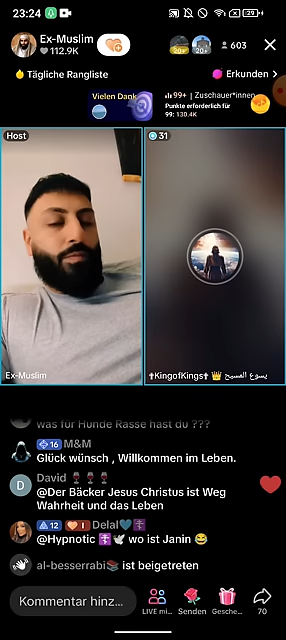 23:24
29
Ex-Muslim
112.9K
20+
20+
603
Tägliche Rangliste
Erkunden >
Vielen Dank
99+ | Zuschauer*innen
Punkte erforderlich für
99: 130.4K
Host
31
Ex-Muslim
✝KingofKings✝ 👑 يسوع المسيح
was für Hunde Rasse hast du ???
16 M&M
Glück wünsch , Willkommen im Leben.
D
David 🍷🍷🍷
@Der Bäcker Jesus Christus ist Weg
Wahrheit und das Leben
12 I Delal🩵✝️
@Hypnotic ✝️🕊 wo ist Janin 😂
al-besserrabi📚 ist beigetreten
Kommentar hinz...
LIVE mi...
Senden
Gesche...
70